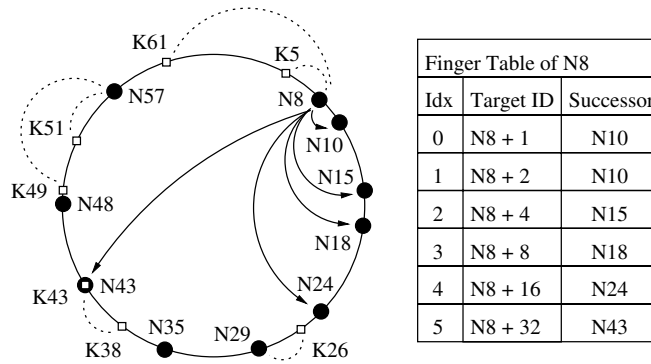 K61
K5
N57
N8
K51
N10
K49
N48
N15
N18
N43
K43
N24
K38
N35
N29
K26
Finger Table of N8
Idx Target ID Successor
0 N8 + 1 N10
1 N8 + 2 N10
2 N8 + 4 N15
3 N8 + 8 N18
4 N8 + 16 N24
5 N8 + 32 N43